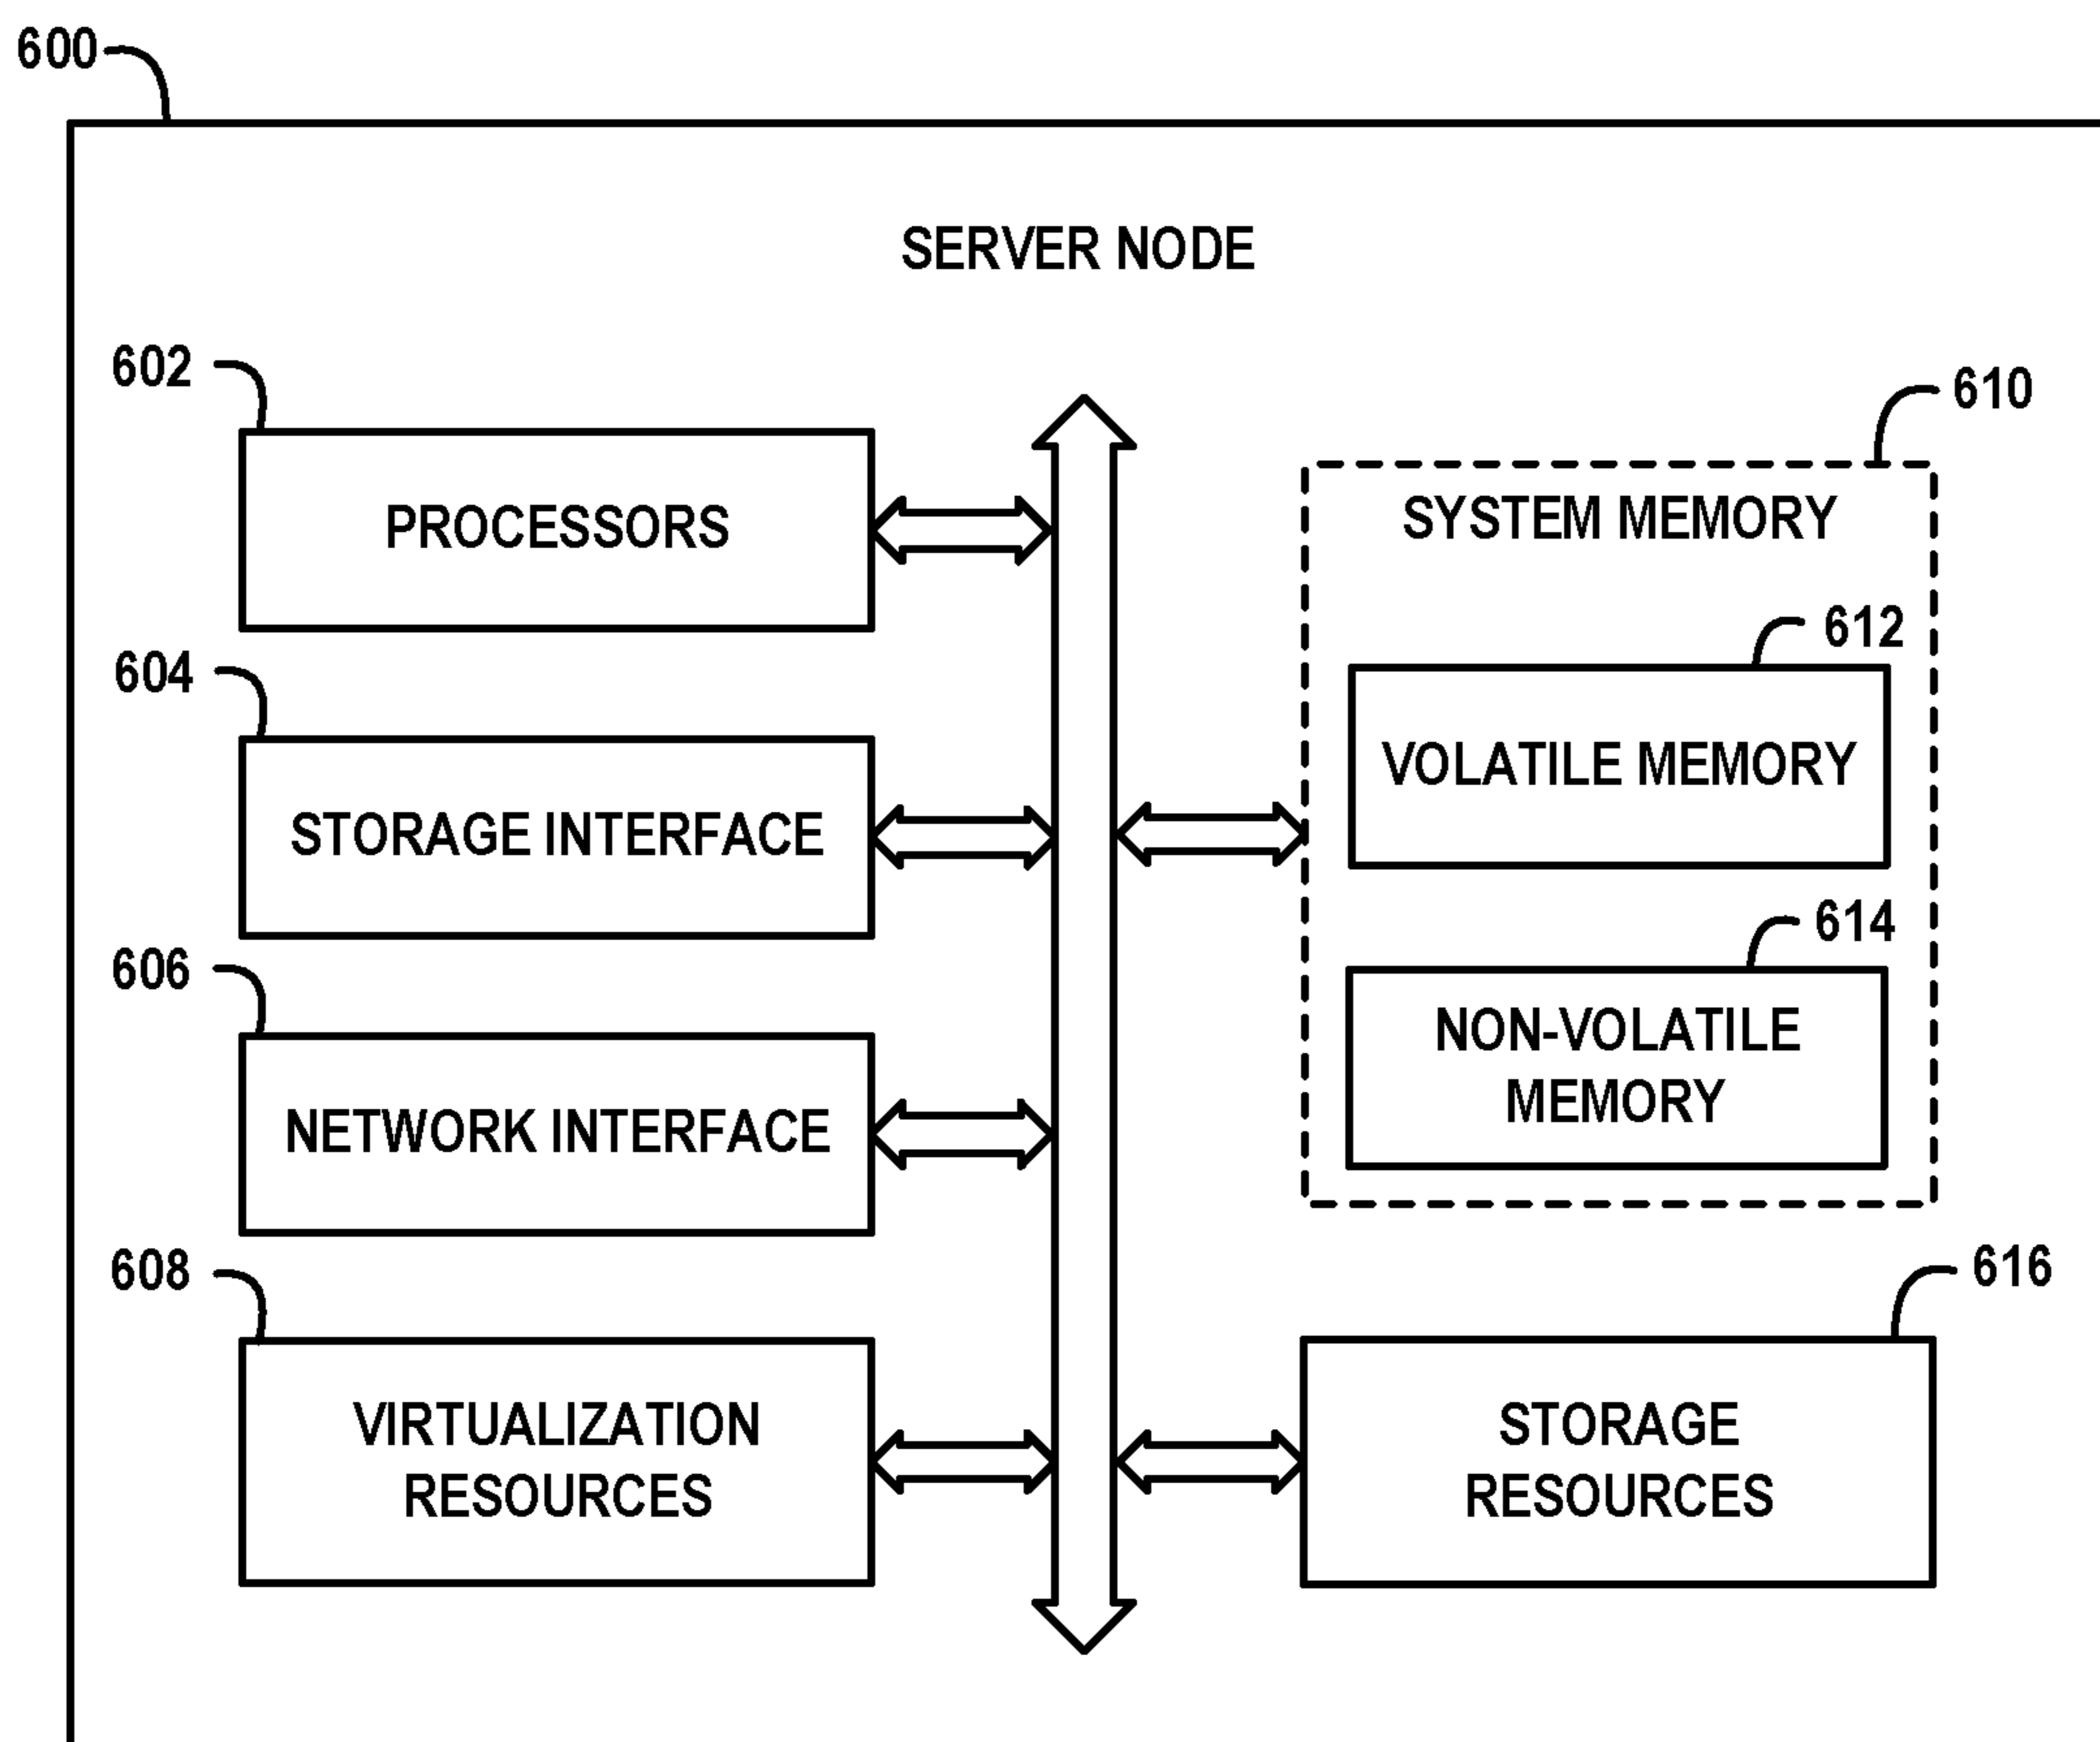 600
SERVER NODE
602
PROCESSORS
604
STORAGE INTERFACE
606
NETWORK INTERFACE
608
VIRTUALIZATION
RESOURCES
610
SYSTEM MEMORY
612
VOLATILE MEMORY
614
NON-VOLATILE
MEMORY
616
STORAGE
RESOURCES